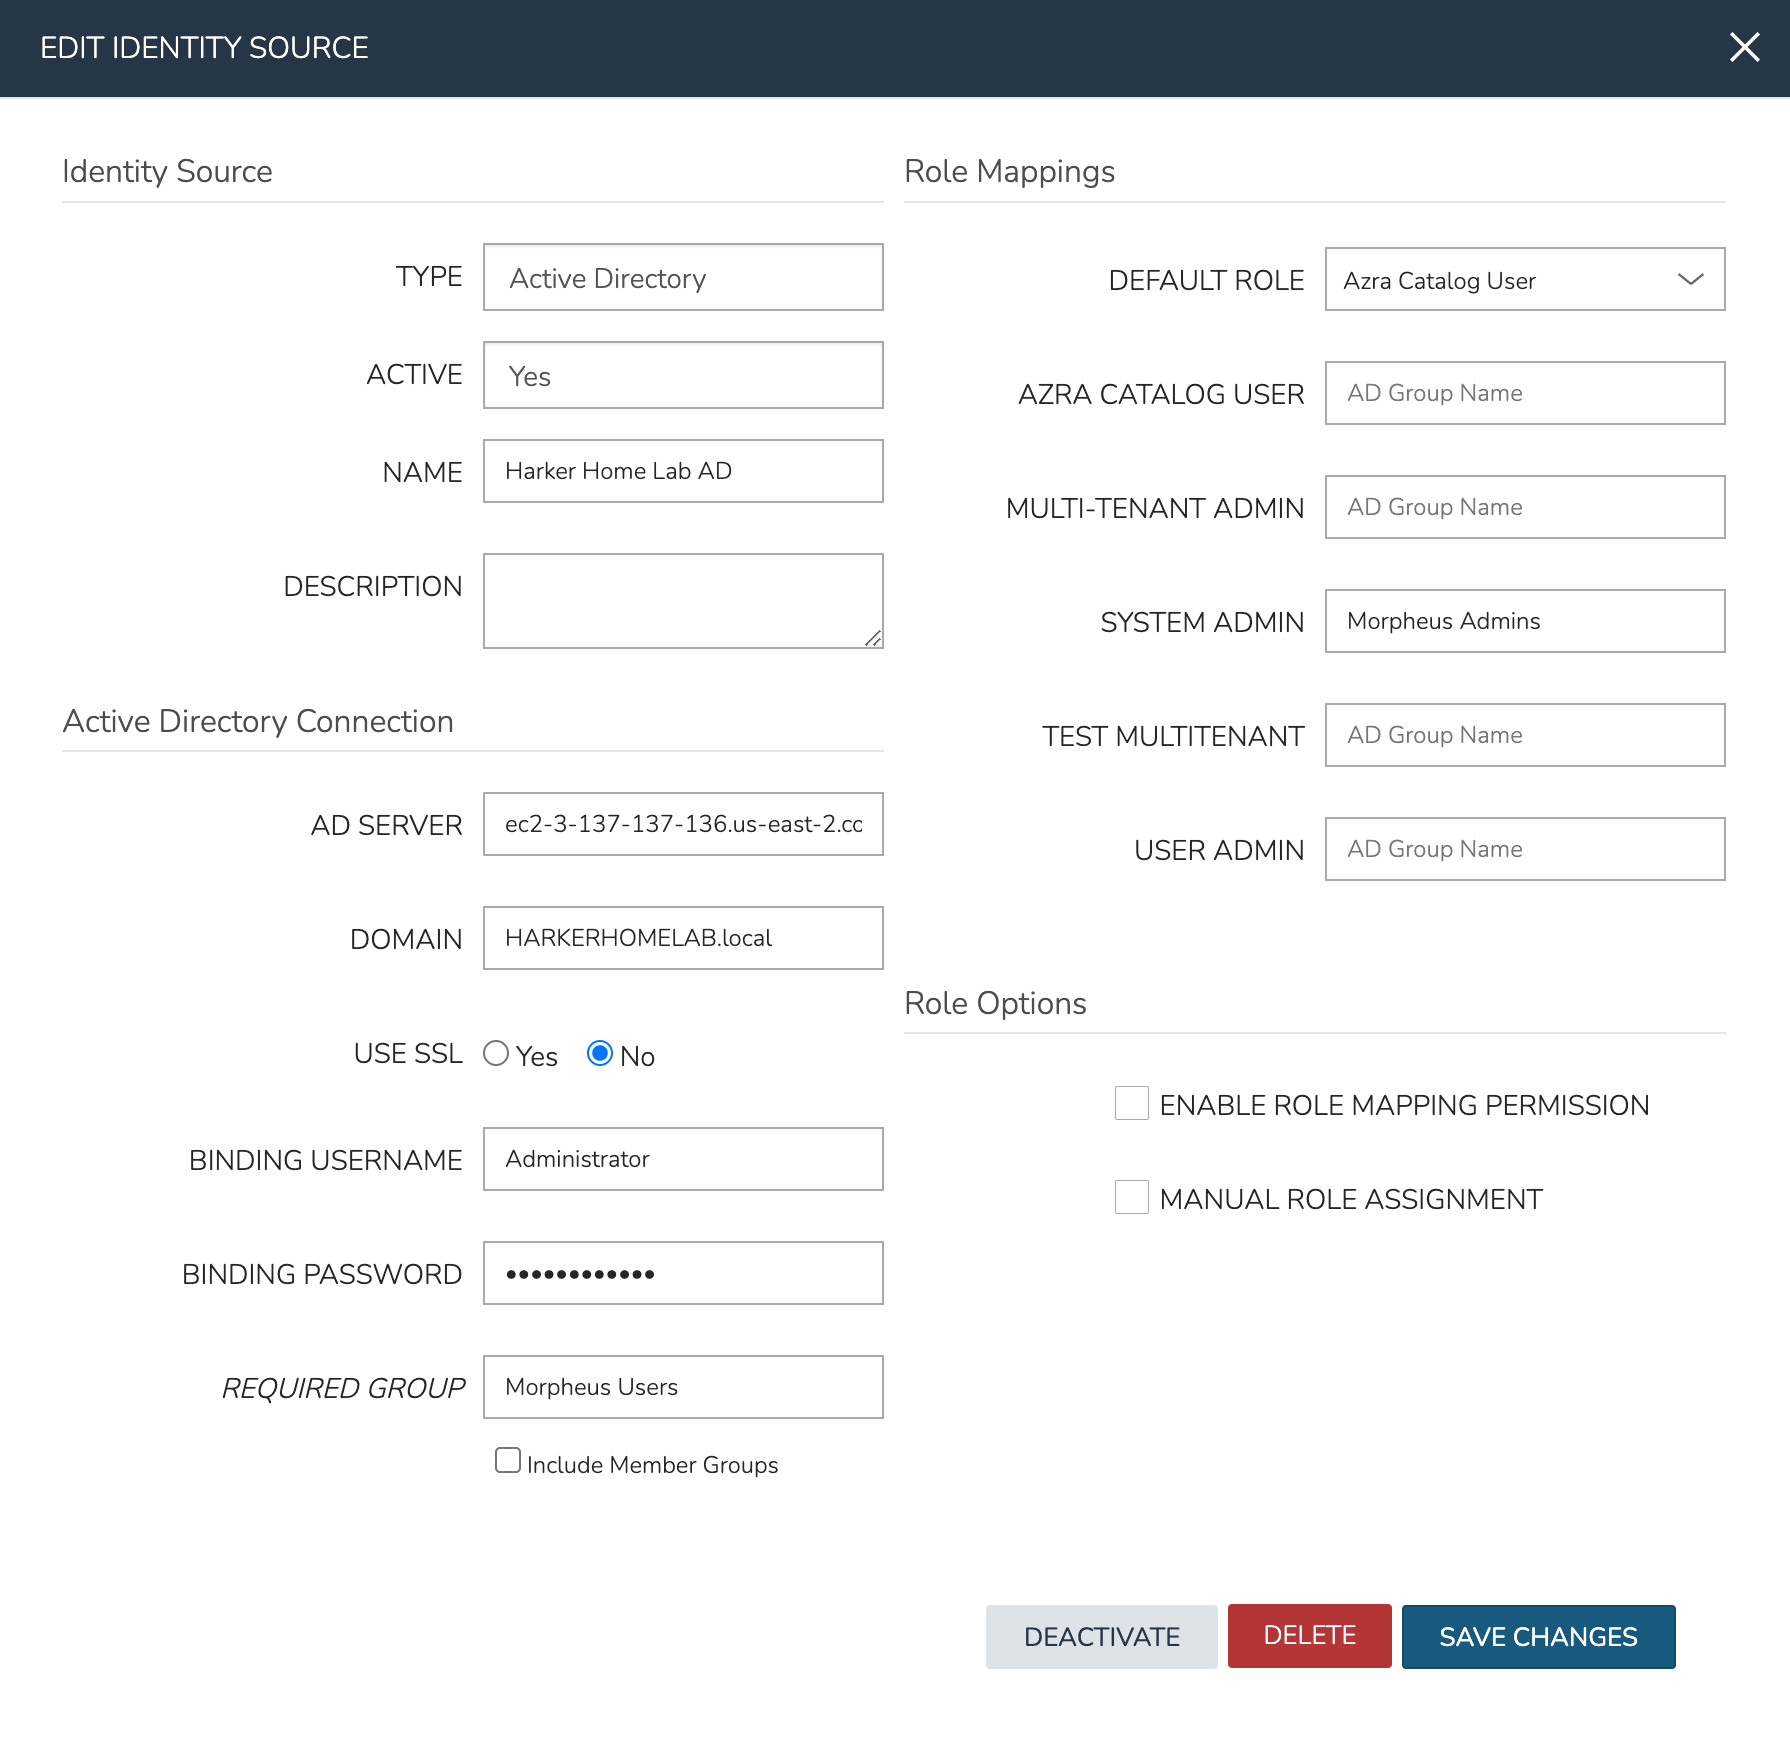 EDIT IDENTITY SOURCE
Identity Source
TYPE Active Directory
ACTIVE Yes
NAME Harker Home Lab AD
DESCRIPTION
Active Directory Connection
AD SERVER ec2-3-137-137-136.us-east-2.cc
DOMAIN HARKERHOMELAB.local
USE SSL Yes No
BINDING USERNAME Administrator
BINDING PASSWORD ••••••••••••
REQUIRED GROUP Morpheus Users
Include Member Groups
Role Mappings
DEFAULT ROLE Azra Catalog User
AZRA CATALOG USER AD Group Name
MULTI-TENANT ADMIN AD Group Name
SYSTEM ADMIN Morpheus Admins
TEST MULTITENANT AD Group Name
USER ADMIN AD Group Name
Role Options
ENABLE ROLE MAPPING PERMISSION
MANUAL ROLE ASSIGNMENT
DEACTIVATE DELETE SAVE CHANGES